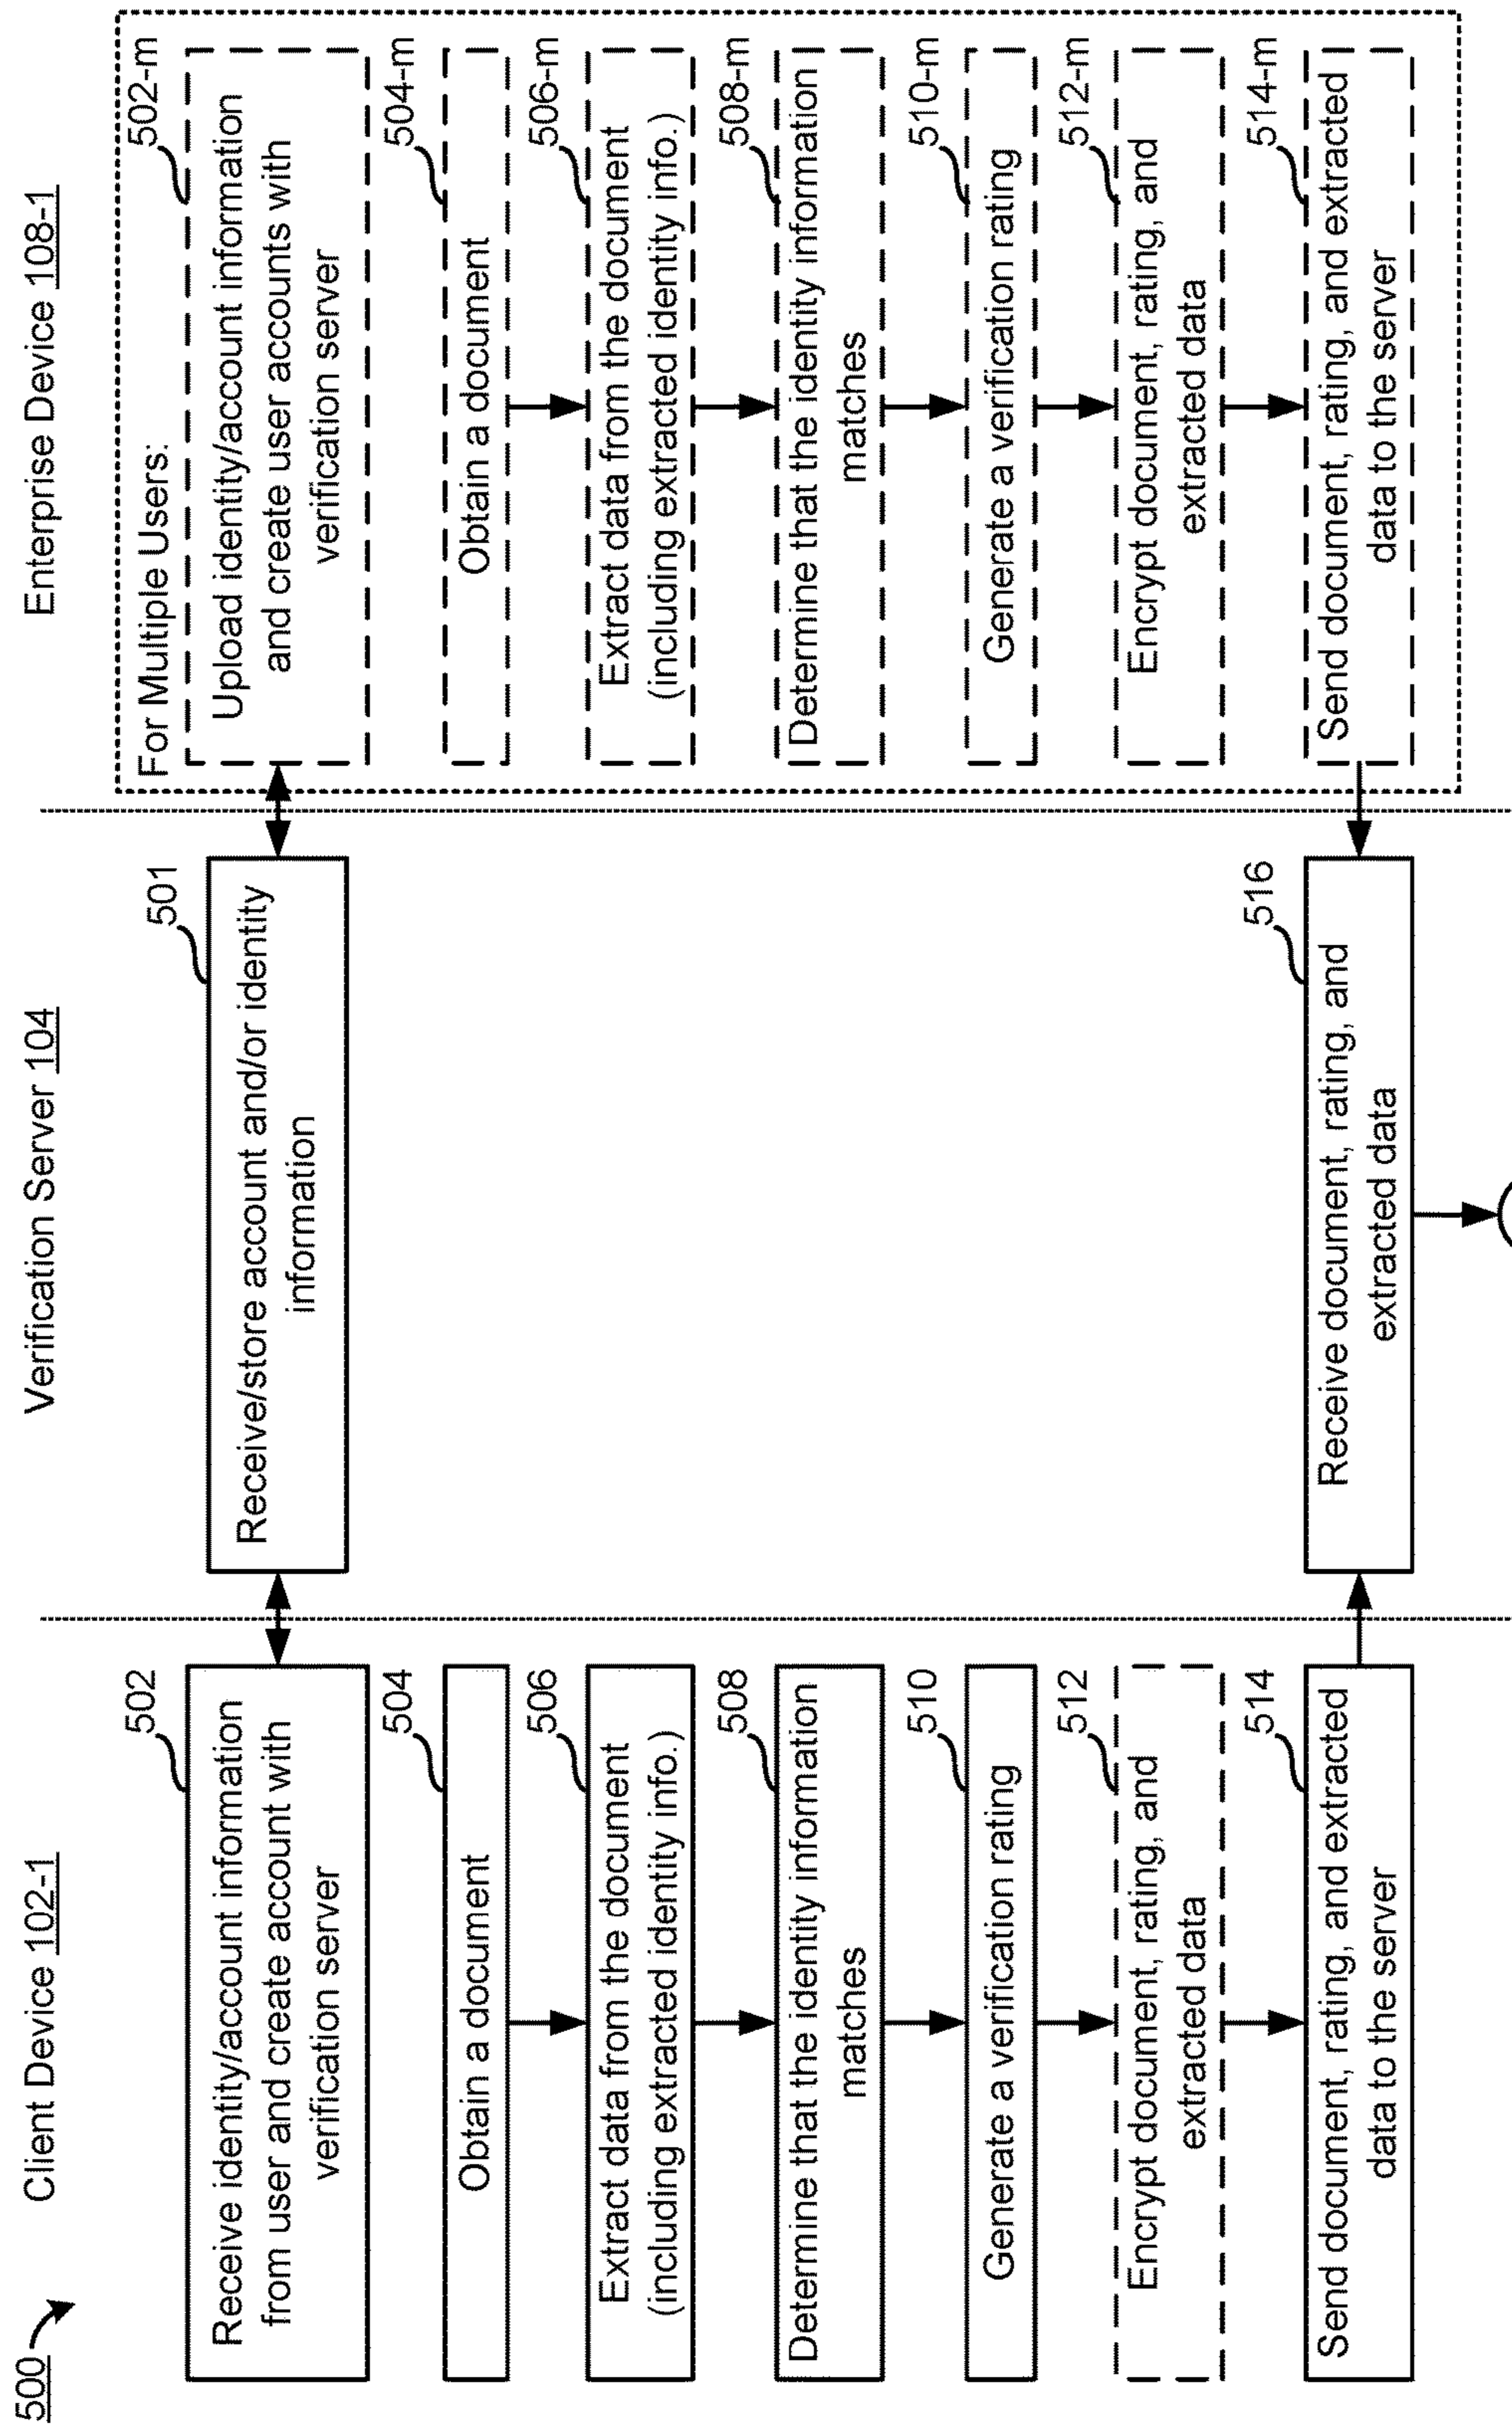 500
Client Device 102-1
Verification Server 104
Enterprise Device 108-1
502
Receive identity/account information
from user and create account with
verification server
504
Obtain a document
506
Extract data from the document
(including extracted identity info.)
508
Determine that the identity information
matches
510
Generate a verification rating
512
Encrypt document, rating, and
extracted data
514
Send document, rating, and extracted
data to the server
501
Receive/store account and/or identity
information
516
Receive document, rating, and
extracted data
For Multiple Users:
502-m
Upload identity/account information
and create user accounts with
verification server
504-m
Obtain a document
506-m
Extract data from the document
(including extracted identity info.)
508-m
Determine that the identity information
matches
510-m
Generate a verification rating
512-m
Encrypt document, rating, and
extracted data
514-m
Send document, rating, and extracted
data to the server